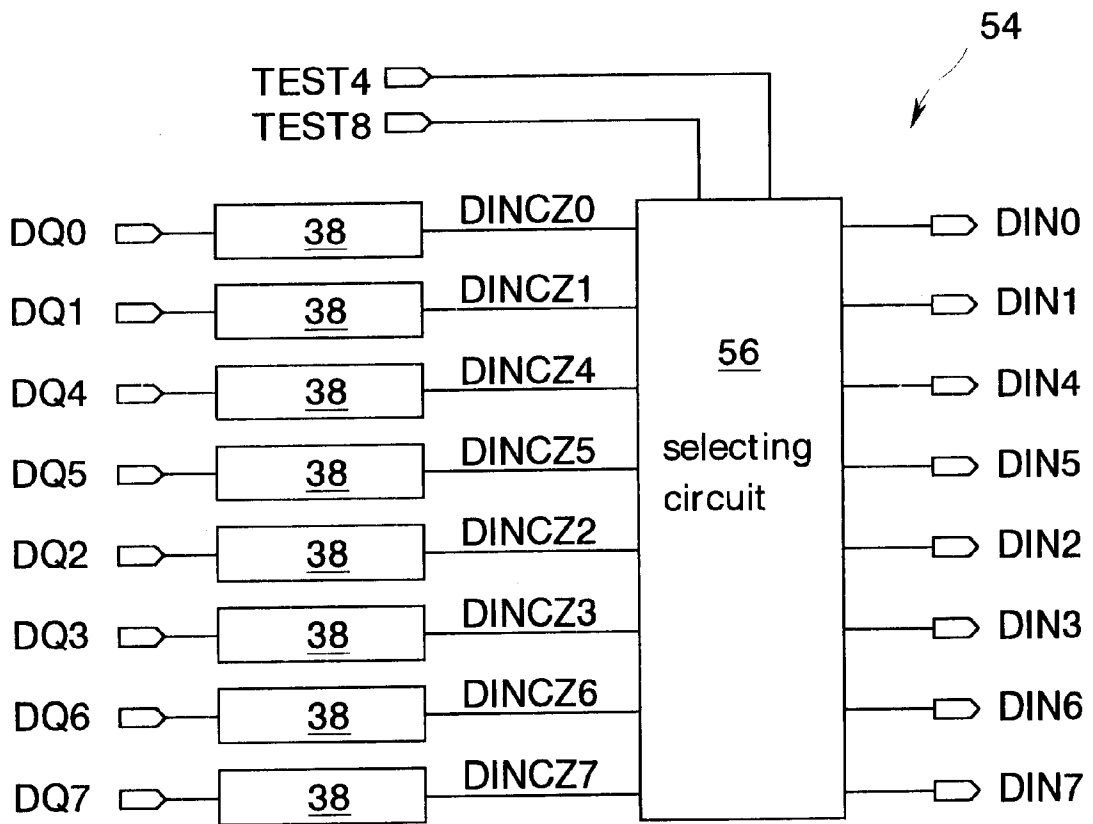 54
TEST4
TEST8
DQ0 38 DINCZ0 DIN0
DQ1 38 DINCZ1 DIN1
DQ4 38 DINCZ4 DIN4
56
DQ5 38 DINCZ5 selecting DIN5
circuit
DQ2 38 DINCZ2 DIN2
DQ3 38 DINCZ3 DIN3
DQ6 38 DINCZ6 DIN6
DQ7 38 DINCZ7 DIN7